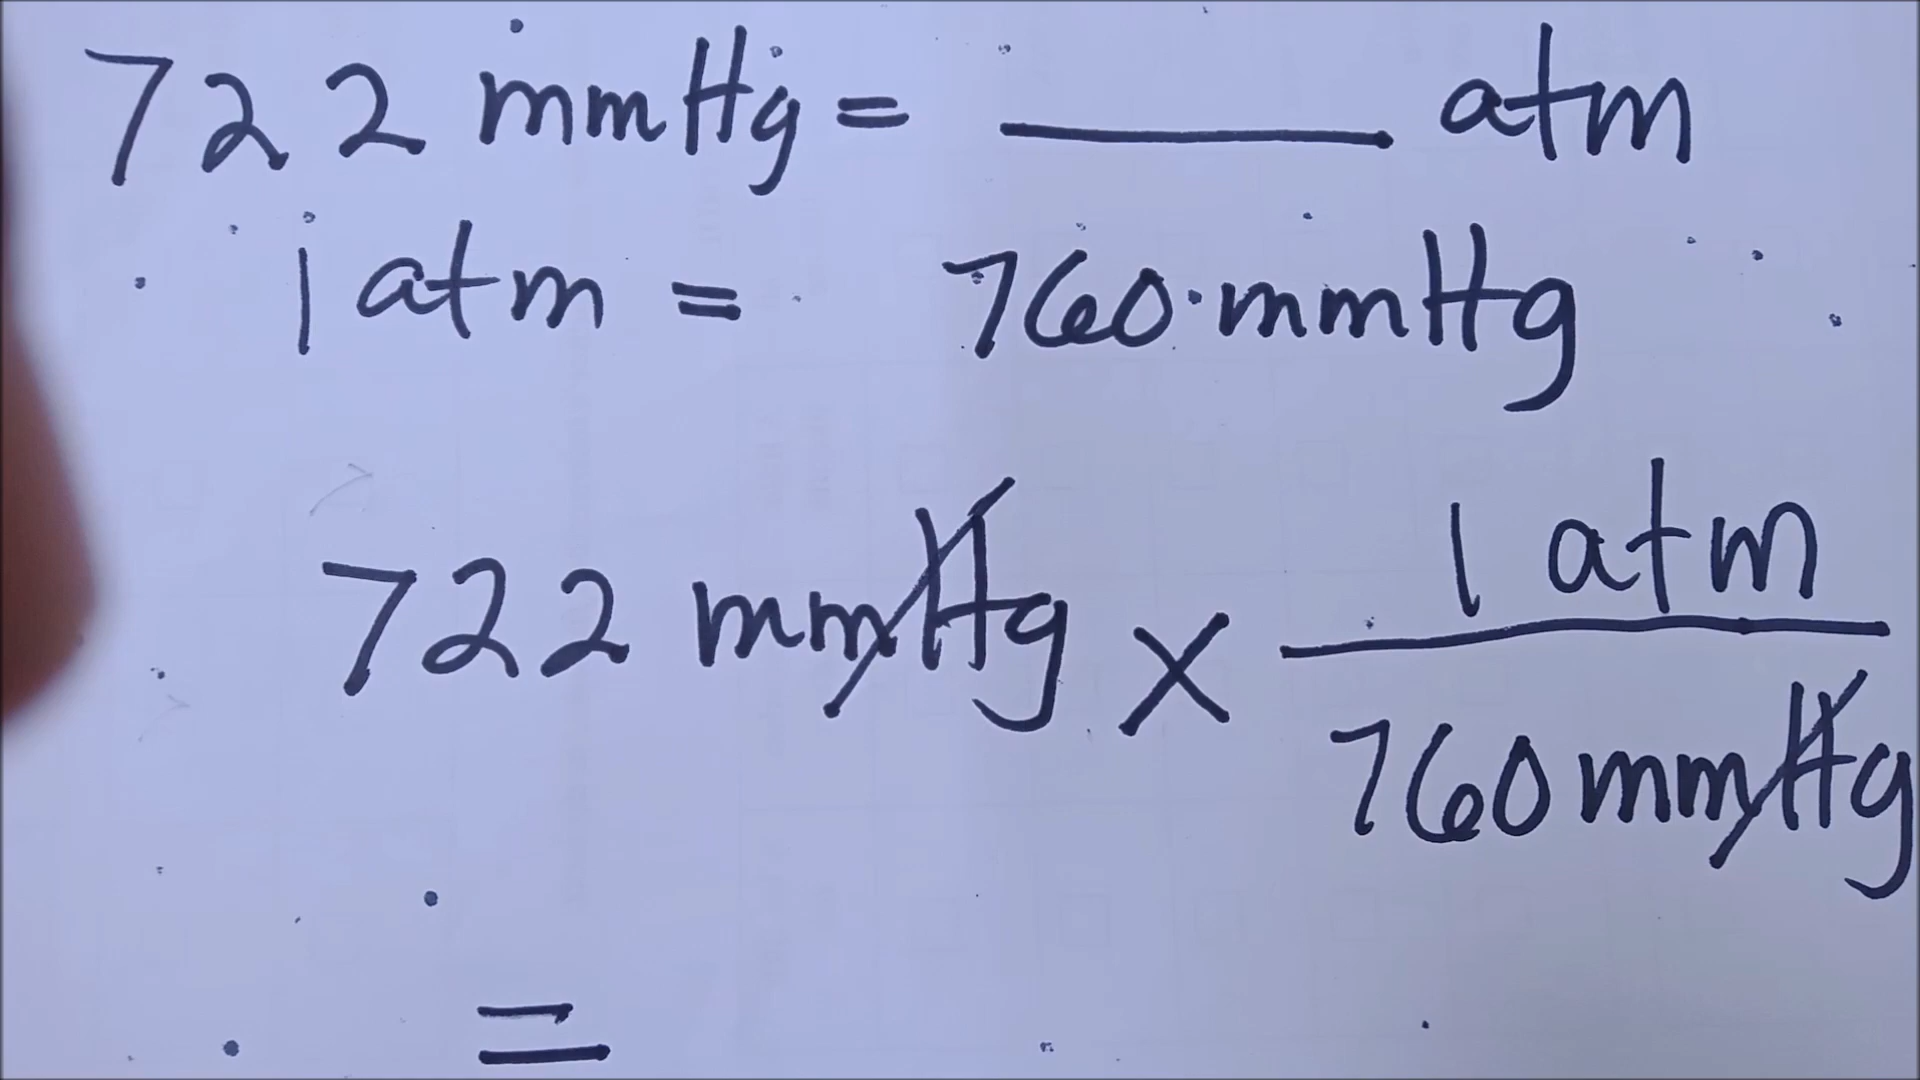 722 mmHg = ______ atm
1 atm = 760 mmHg
722 mmHg × 1 atm
760 mmHg
=